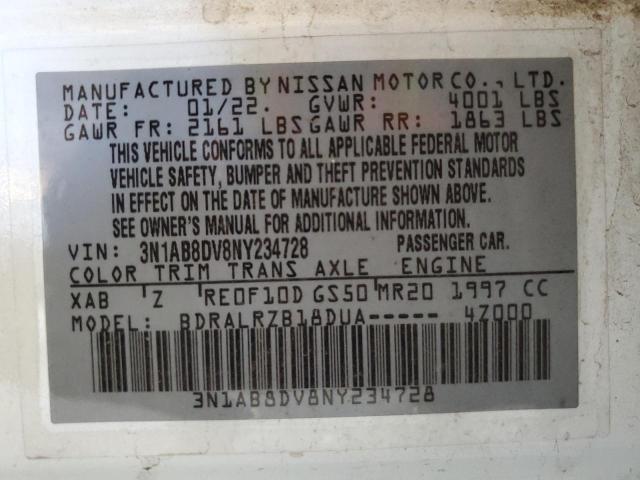 MANUFACTURED BY NISSAN MOTOR CO., LTD.
DATE: 01/22. GVWR: 4001 LBS
GAWR FR: 2161 LBS GAWR RR: 1863 LBS
THIS VEHICLE CONFORMS TO ALL APPLICABLE FEDERAL MOTOR
VEHICLE SAFETY, BUMPER AND THEFT PREVENTION STANDARDS
IN EFFECT ON THE DATE OF MANUFACTURE SHOWN ABOVE.
SEE OWNER'S MANUAL FOR ADDITIONAL INFORMATION.
VIN: 3N1AB8DV8NY234728 PASSENGER CAR.
COLOR TRIM TRANS AXLE ENGINE
XAB Z RE0F10D GS50 MR20 1997 CC
MODEL: BDRALRZB18DUA----- 4Z000
3N1AB8DV8NY234728